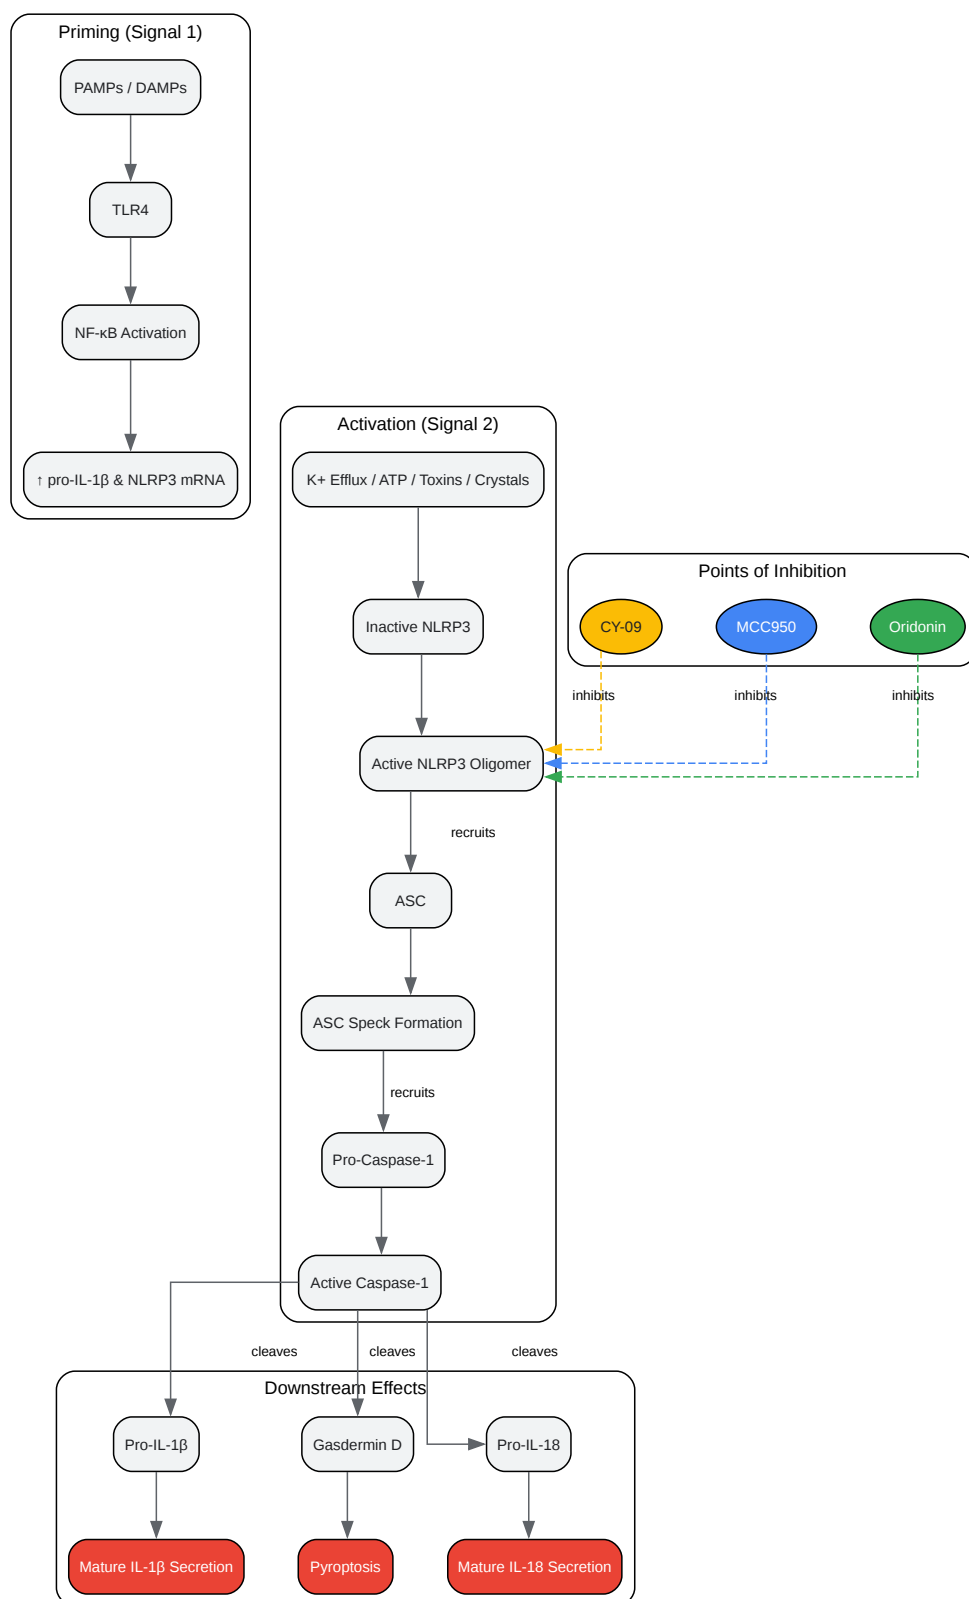 Priming (Signal 1)
PAMPs / DAMPs
TLR4
NF-κB Activation
↑ pro-IL-1β & NLRP3 mRNA
Activation (Signal 2)
K+ Efflux / ATP / Toxins / Crystals
Inactive NLRP3
Points of Inhibition
CY-09
MCC950
Oridonin
inhibits
inhibits
inhibits
Active NLRP3 Oligomer
recruits
ASC
ASC Speck Formation
recruits
Pro-Caspase-1
Active Caspase-1
cleaves
cleaves
cleaves
Downstream Effects
Pro-IL-1β
Gasdermin D
Pro-IL-18
Mature IL-1β Secretion
Pyroptosis
Mature IL-18 Secretion